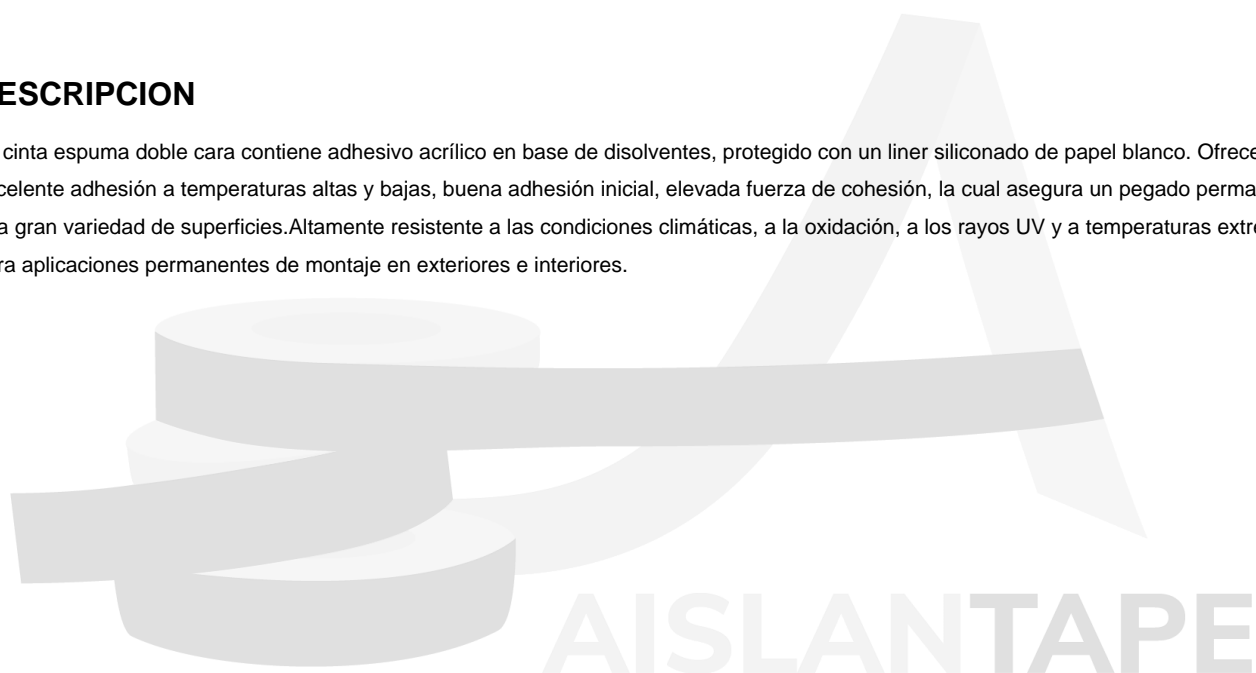 ESCRIPCION
cinta espuma doble cara contiene adhesivo acrílico en base de disolventes, protegido con un liner siliconado de papel blanco. Ofrece
celente adhesión a temperaturas altas y bajas, buena adhesión inicial, elevada fuerza de cohesión, la cual asegura un pegado perma
a gran variedad de superficies.Altamente resistente a las condiciones climáticas, a la oxidación, a los rayos UV y a temperaturas extre
ra aplicaciones permanentes de montaje en exteriores e interiores.
AISLANTAPE